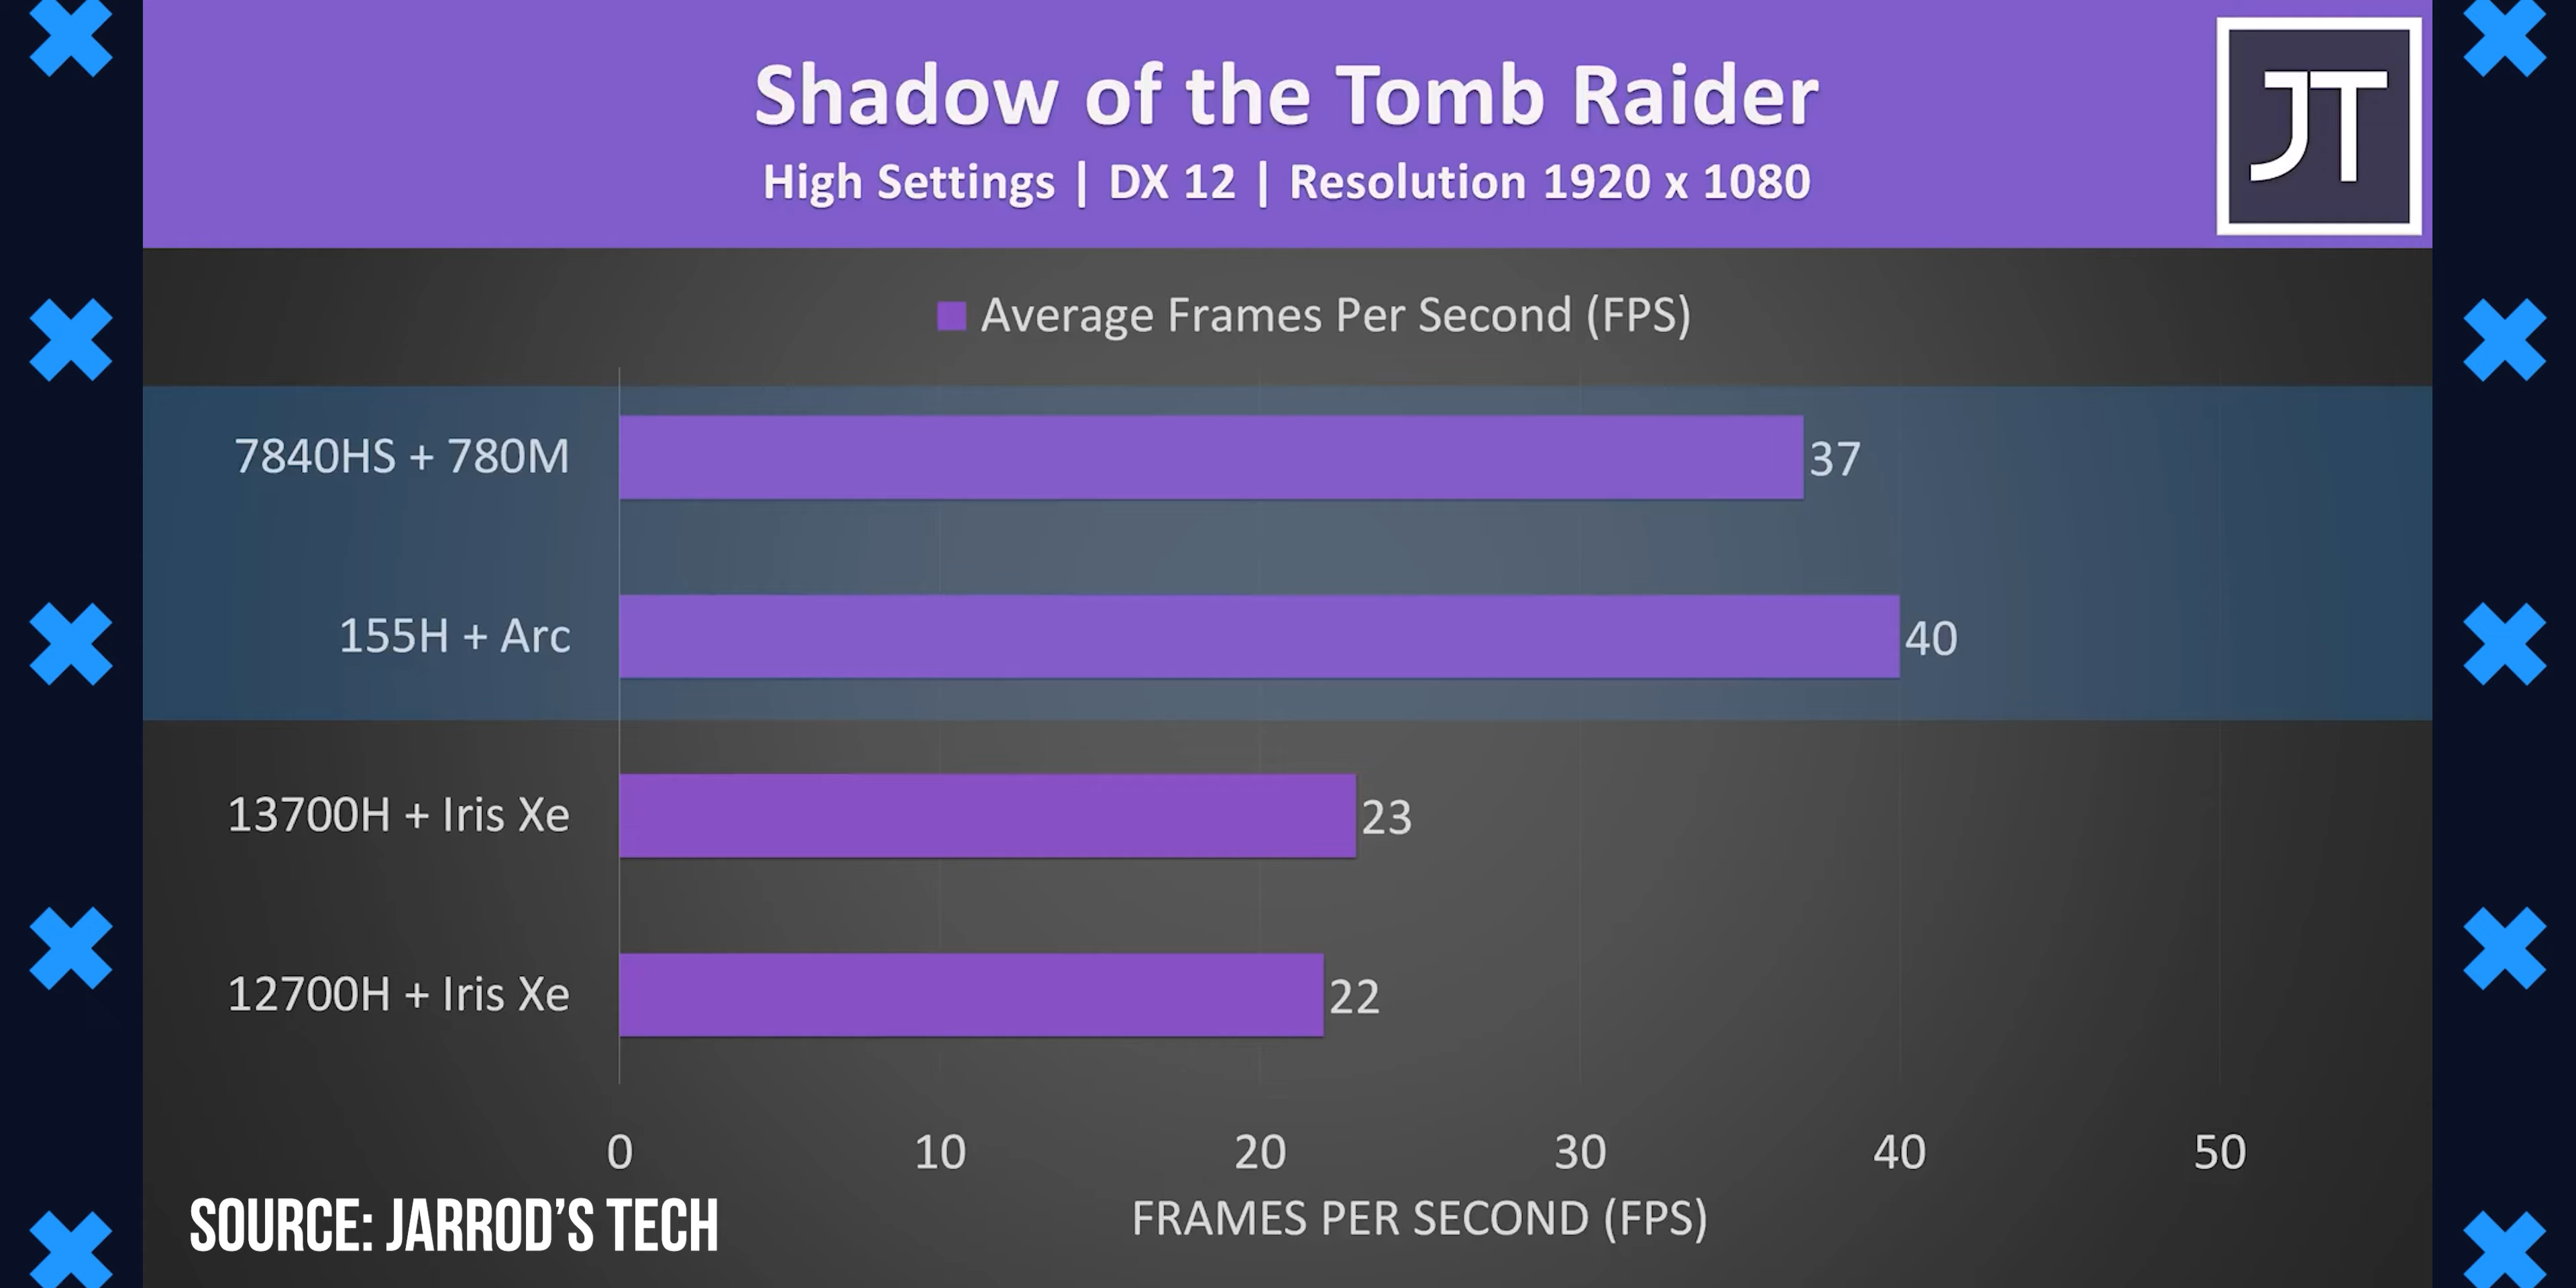 Shadow of the Tomb Raider
High Settings | DX 12 | Resolution 1920 x 1080
JT
Average Frames Per Second (FPS)
7840HS + 780M 37
155H + Arc 40
13700H + Iris Xe 23
12700H + Iris Xe 22
0 10 20 30 40 50
FRAMES PER SECOND (FPS)
SOURCE: JARROD'S TECH